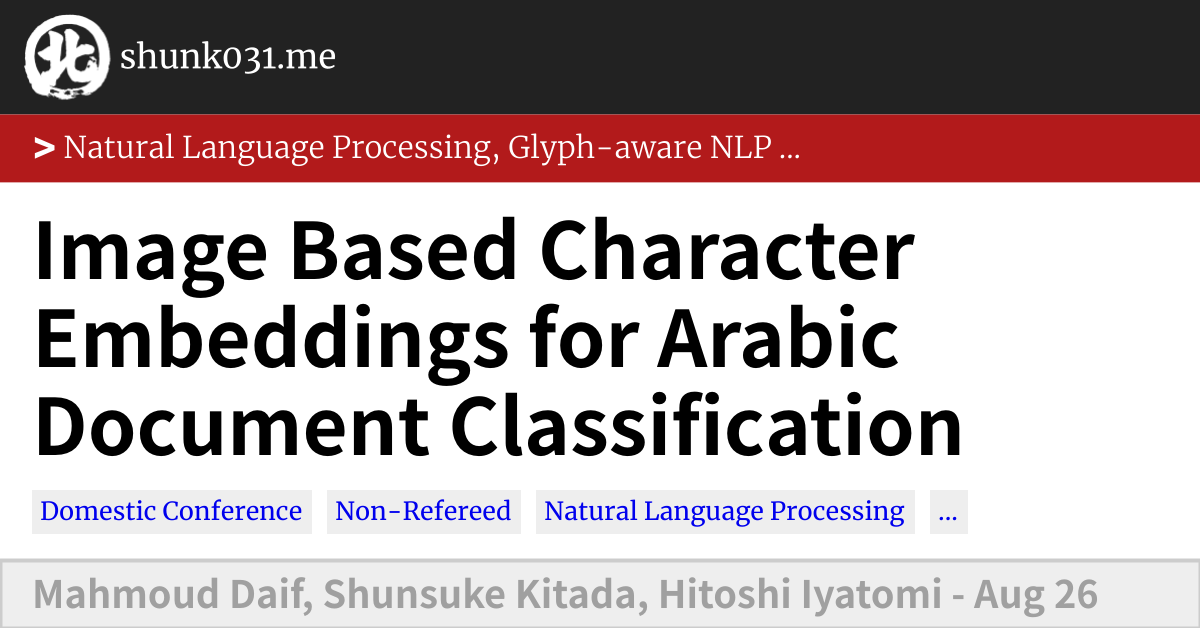 北
shunk031.me
> Natural Language Processing, Glyph-aware NLP ...
Image Based Character
Embeddings for Arabic
Document Classification
Domestic Conference Non-Refereed Natural Language Processing ...
Mahmoud Daif, Shunsuke Kitada, Hitoshi Iyatomi - Aug 26